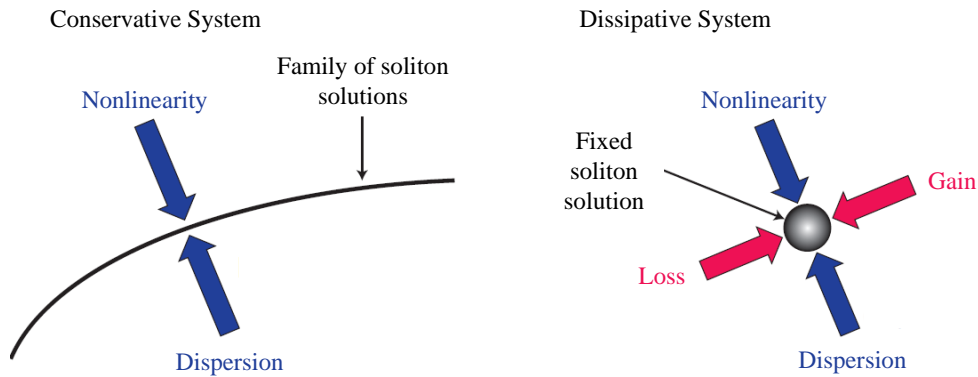 Conservative System
Family of soliton
solutions
Nonlinearity
Dispersion
Dissipative System
Nonlinearity
Fixed
soliton
solution
Gain
Loss
Dispersion